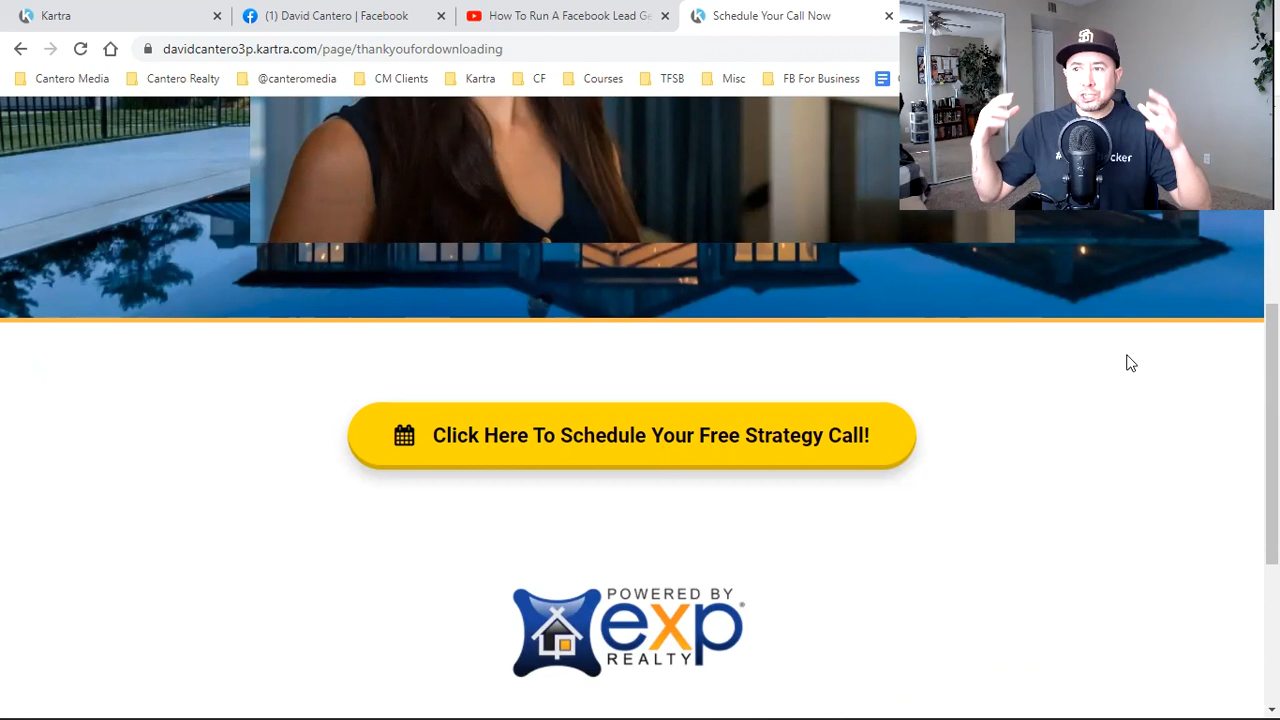 Kartra
(1) David Cantero | Facebook
How To Run A Facebook Lead Ge
Schedule Your Call Now
davidcantero3p.kartra.com/page/thankyoufordownloading
Cantero Media
Cantero Realty
@canteromedia
Kartra
CF
Courses
TFSB
Misc
FB For Business
Click Here To Schedule Your Free Strategy Call!
POWERED BY
exp
REALTY